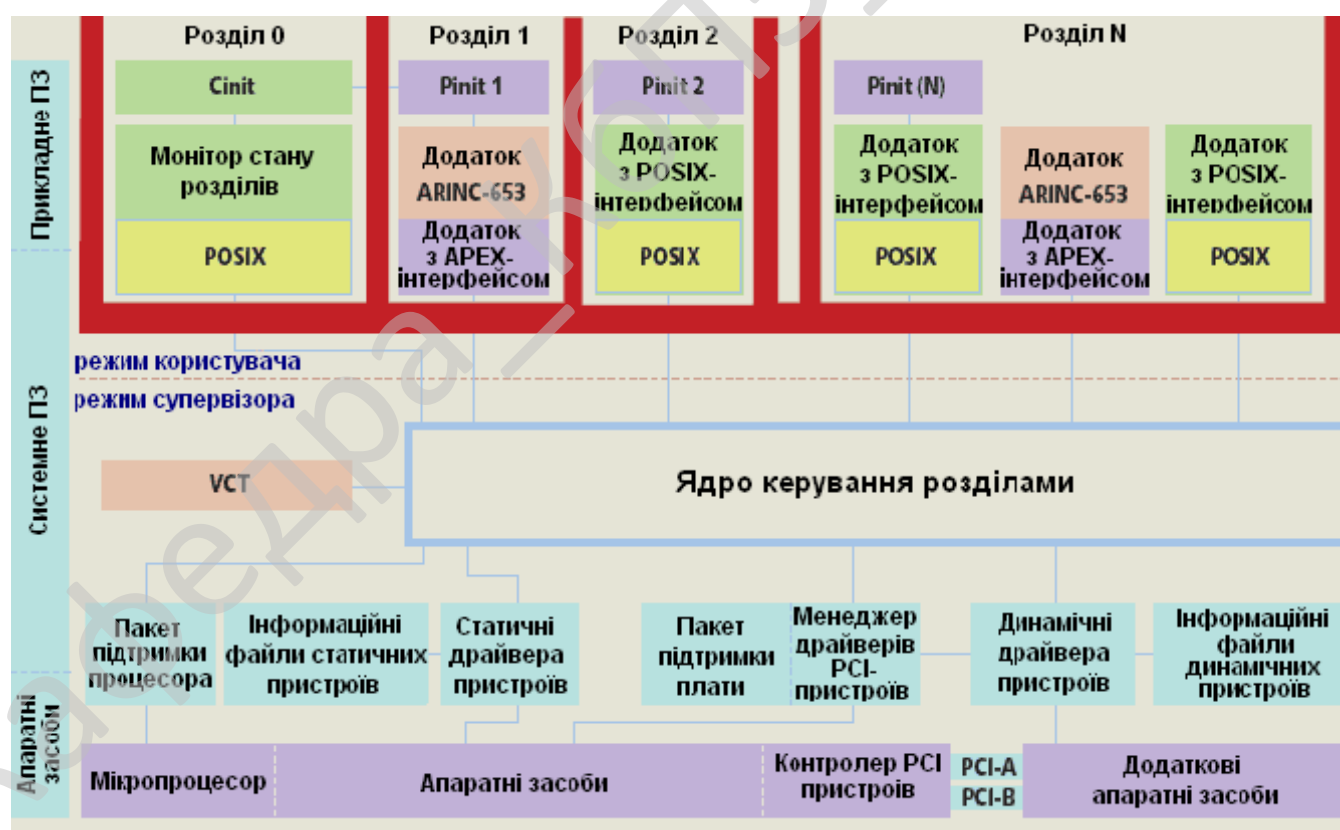 Розділ 0
Розділ 1
Розділ 2
Розділ N
Прикладне ПЗ
Cinit
Pinit 1
Pinit 2
Pinit (N)
Монітор стану
розділів
POSIX
Додаток
ARINC-653
Додаток
з APEX-
інтерфейсом
Додаток
з POSIX-
інтерфейсом
POSIX
Додаток
з POSIX-
інтерфейсом
POSIX
Додаток
ARINC-653
Додаток
з APEX-
інтерфейсом
Додаток
з POSIX-
інтерфейсом
POSIX
режим користувача
режим супервізора
Системне ПЗ
VCT
Ядро керування розділами
Пакет
підтримки
процесора
Інформаційні
файли статичних
пристроїв
Статичні
драйвера
пристроїв
Пакет
підтримки
плати
Менеджер
драйверів
PCI-
пристроїв
Динамічні
драйвера
пристроїв
Інформаційні
файли
динамічних
пристроїв
Апаратні
засоби
Мікропроцесор
Апаратні засоби
Контролер PCI
пристроїв
PCI-A
PCI-B
Додаткові
апаратні засоби